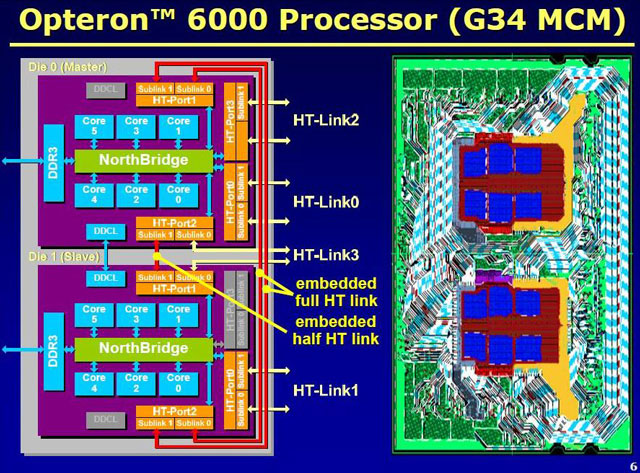 Opteron™ 6000 Processor (G34 MCM)
Die 0 (Master)
DDCL
Sublink 1 Sublink 0
HT-Port1
HT-Port3
Sublink 0 Sublink 1
HT-Link2
Core 5
Core 3
Core 1
DDR3
NorthBridge
Core 4
Core 2
Core 0
HT-Port0
Sublink 0 Sublink 1
HT-Link0
DDCL
HT-Port2
Sublink 1 Sublink 0
HT-Link3
Die 1 (Slave)
DDCL
Sublink 1 Sublink 0
HT-Port1
HT-Port3
Sublink 0 Sublink 1
embedded
full HT link
embedded
half HT link
Core 5
Core 3
Core 1
DDR3
NorthBridge
Core 4
Core 2
Core 0
HT-Port0
Sublink 0 Sublink 1
HT-Link1
DDCL
HT-Port2
Sublink 1 Sublink 0
6